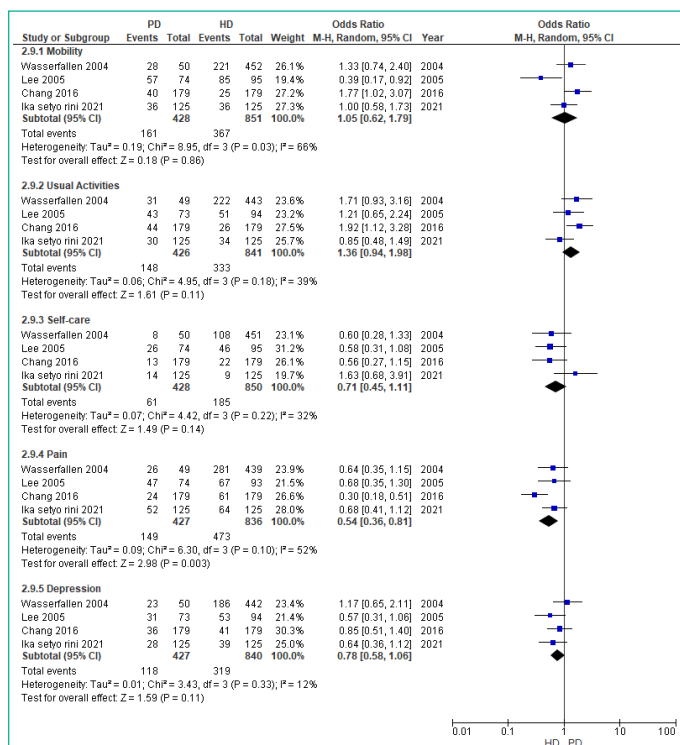 PD HD Odds Ratio Odds Ratio
Study or Subgroup Events Total Events Total Weight M-H, Random, 95% CI Year M-H, Random, 95% CI
2.9.1 Mobility
Wasserfallen 2004 28 50 221 452 26.1% 1.33 [0.74, 2.40] 2004
Lee 2005 57 74 85 95 19.4% 0.39 [0.17, 0.92] 2005
Chang 2016 40 179 25 179 27.2% 1.77 [1.02, 3.07] 2016
Ika setyo rini 2021 36 125 36 125 27.3% 1.00 [0.58, 1.73] 2021
Subtotal (95% CI) 428 851 100.0% 1.05 [0.62, 1.79]
Total events 161 367
Heterogeneity: Tau² = 0.19; Chi² = 8.95, df = 3 (P = 0.03); I² = 66%
Test for overall effect: Z = 0.18 (P = 0.86)
2.9.2 Usual Activities
Wasserfallen 2004 31 49 222 443 23.6% 1.71 [0.93, 3.16] 2004
Lee 2005 43 73 51 94 23.2% 1.21 [0.65, 2.24] 2005
Chang 2016 44 179 26 179 27.5% 1.92 [1.12, 3.28] 2016
Ika setyo rini 2021 30 125 34 125 25.7% 0.85 [0.48, 1.49] 2021
Subtotal (95% CI) 426 841 100.0% 1.36 [0.94, 1.98]
Total events 148 333
Heterogeneity: Tau² = 0.06; Chi² = 4.95, df = 3 (P = 0.18); I² = 39%
Test for overall effect: Z = 1.61 (P = 0.11)
2.9.3 Self-care
Wasserfallen 2004 8 50 108 451 23.1% 0.60 [0.28, 1.33] 2004
Lee 2005 26 74 46 95 31.2% 0.58 [0.31, 1.08] 2005
Chang 2016 13 179 22 179 26.1% 0.56 [0.27, 1.15] 2016
Ika setyo rini 2021 14 125 9 125 19.7% 1.63 [0.68, 3.91] 2021
Subtotal (95% CI) 428 850 100.0% 0.71 [0.45, 1.11]
Total events 61 185
Heterogeneity: Tau² = 0.07; Chi² = 4.42, df = 3 (P = 0.22); I² = 32%
Test for overall effect: Z = 1.49 (P = 0.14)
2.9.4 Pain
Wasserfallen 2004 26 49 281 439 23.9% 0.64 [0.35, 1.15] 2004
Lee 2005 47 74 67 93 21.5% 0.68 [0.35, 1.30] 2005
Chang 2016 24 179 61 179 26.6% 0.30 [0.18, 0.51] 2016
Ika setyo rini 2021 52 125 64 125 28.0% 0.68 [0.41, 1.12] 2021
Subtotal (95% CI) 427 836 100.0% 0.54 [0.36, 0.81]
Total events 149 473
Heterogeneity: Tau² = 0.09; Chi² = 6.30, df = 3 (P = 0.10); I² = 52%
Test for overall effect: Z = 2.98 (P = 0.003)
2.9.5 Depression
Wasserfallen 2004 23 50 186 442 23.4% 1.17 [0.65, 2.11] 2004
Lee 2005 31 73 53 94 21.4% 0.57 [0.31, 1.06] 2005
Chang 2016 36 179 41 179 30.3% 0.85 [0.51, 1.40] 2016
Ika setyo rini 2021 28 125 39 125 25.0% 0.64 [0.36, 1.12] 2021
Subtotal (95% CI) 427 840 100.0% 0.78 [0.58, 1.06]
Total events 118 319
Heterogeneity: Tau² = 0.01; Chi² = 3.43, df = 3 (P = 0.33); I² = 12%
Test for overall effect: Z = 1.59 (P = 0.11)
0.01 0.1 1 10 100
HD PD